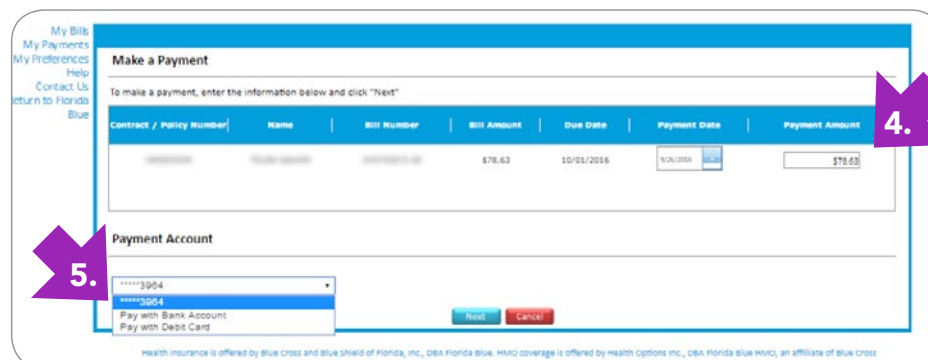 My Bills
My Payments
My Preferences
Help
Contact Us
eturn to Florida
Blue
Make a Payment
To make a payment, enter the information below and click "Next"
Contract / Policy Number Name Bill Number Bill Amount Due Date Payment Date Payment Amount
4.
$78.63 10/01/2016 9/26/2016 $78.63
Payment Account
5.
*****3964
*****3964
Pay with Bank Account
Pay with Debit Card
Next Cancel
Health insurance is offered by Blue Cross and Blue Shield of Florida, Inc., DBA Florida Blue. HMO coverage is offered by Health Options Inc., DBA Florida Blue HMO, an affiliate of Blue Cross